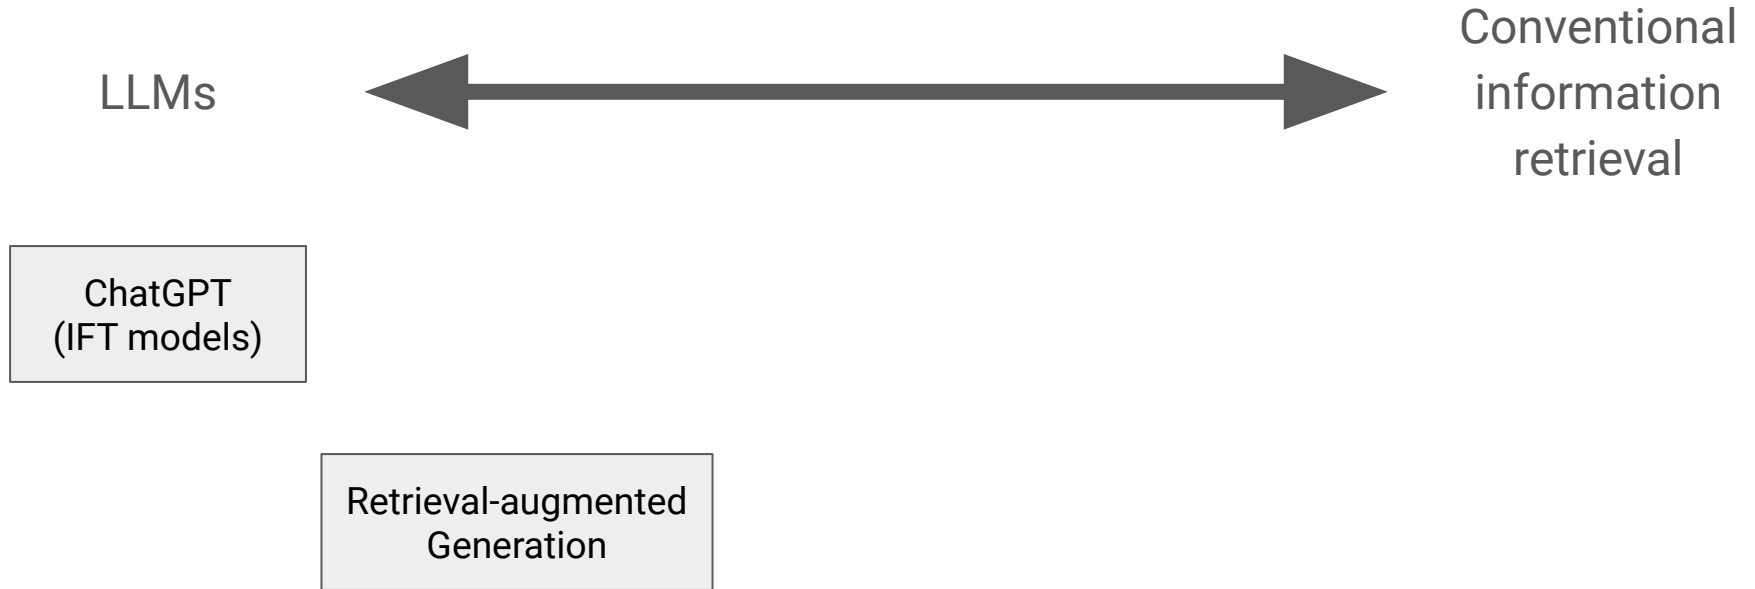 LLMs
Conventional
information
retrieval
ChatGPT
(IFT models)
Retrieval-augmented
Generation